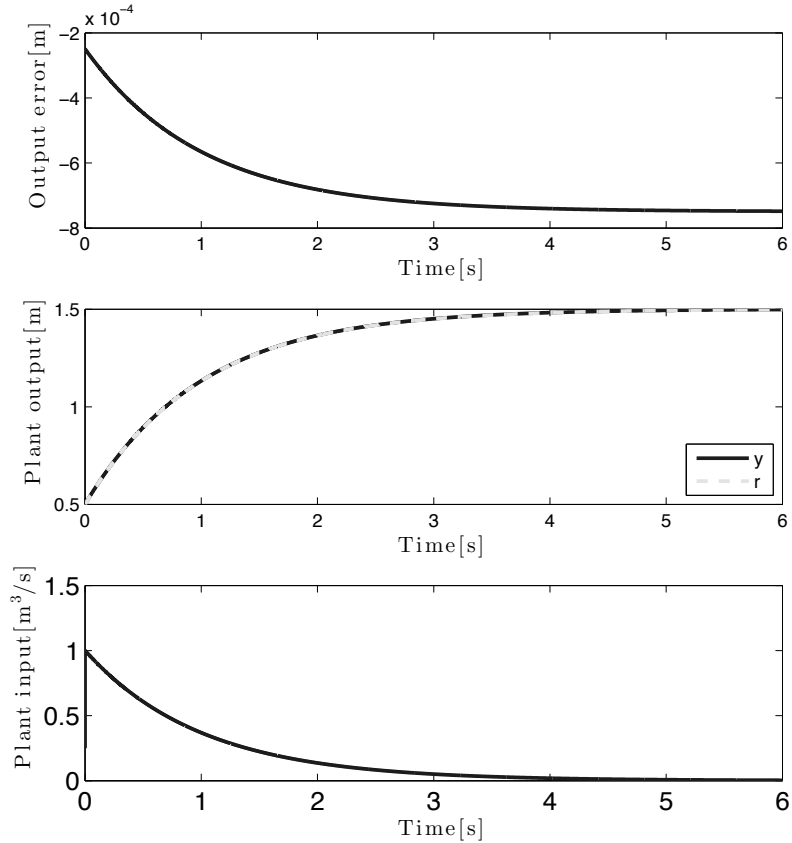 x 10⁻⁴
Output error[m]
−2
−4
−6
−8
0 1 2 3 4 5 6
Time[s]
Plant output[m]
1.5
1
0.5
y
r
0 1 2 3 4 5 6
Time[s]
Plant input[m³/s]
1.5
1
0.5
0
0 1 2 3 4 5 6
Time[s]